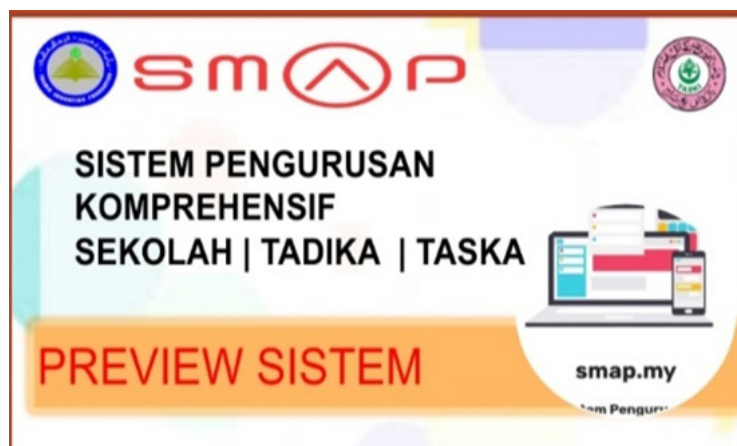 SMAP
SISTEM PENGURUSAN
KOMPREHENSIF
SEKOLAH | TADIKA | TASKA
PREVIEW SISTEM
smap.my